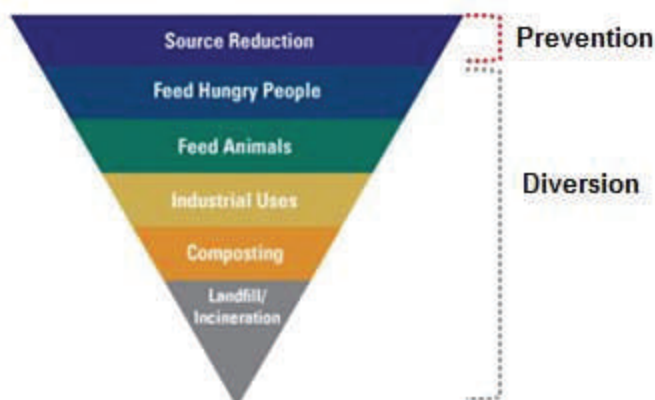 Source Reduction
Prevention
Feed Hungry People
Feed Animals
Diversion
Industrial Uses
Composting
Landfill/
Incineration